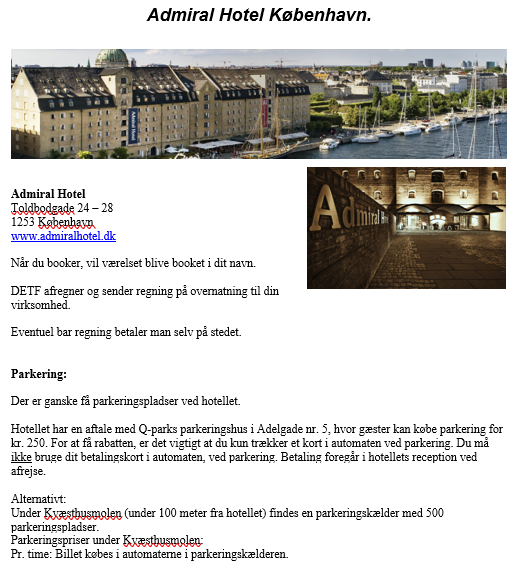 Admiral Hotel København.
Admiral Hotel
Toldbodgade 24 – 28
1253 København
www.admiralhotel.dk
Når du booker, vil værelset blive booket i dit navn.
DETF afregner og sender regning på overnatning til din
virksomhed.
Eventuel bar regning betaler man selv på stedet.
Parkering:
Der er ganske få parkeringspladser ved hotellet.
Hotellet har en aftale med Q-parks parkeringshus i Adelgade nr. 5, hvor gæster kan købe parkering for
kr. 250. For at få rabatten, er det vigtigt at du kun trækker et kort i automaten ved parkering. Du må
ikke bruge dit betalingskort i automaten, ved parkering. Betaling foregår i hotellets reception ved
afrejse.
Alternativt:
Under Kvæsthusmolen (under 100 meter fra hotellet) findes en parkeringskælder med 500
parkeringspladser.
Parkeringspriser under Kvæsthusmolen:
Pr. time: Billet købes i automaterne i parkeringskælderen.